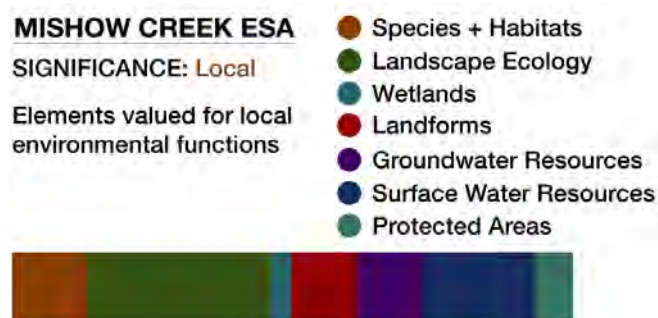 MISHOW CREEK ESA
SIGNIFICANCE: Local
Elements valued for local
environmental functions
Species + Habitats
Landscape Ecology
Wetlands
Landforms
Groundwater Resources
Surface Water Resources
Protected Areas